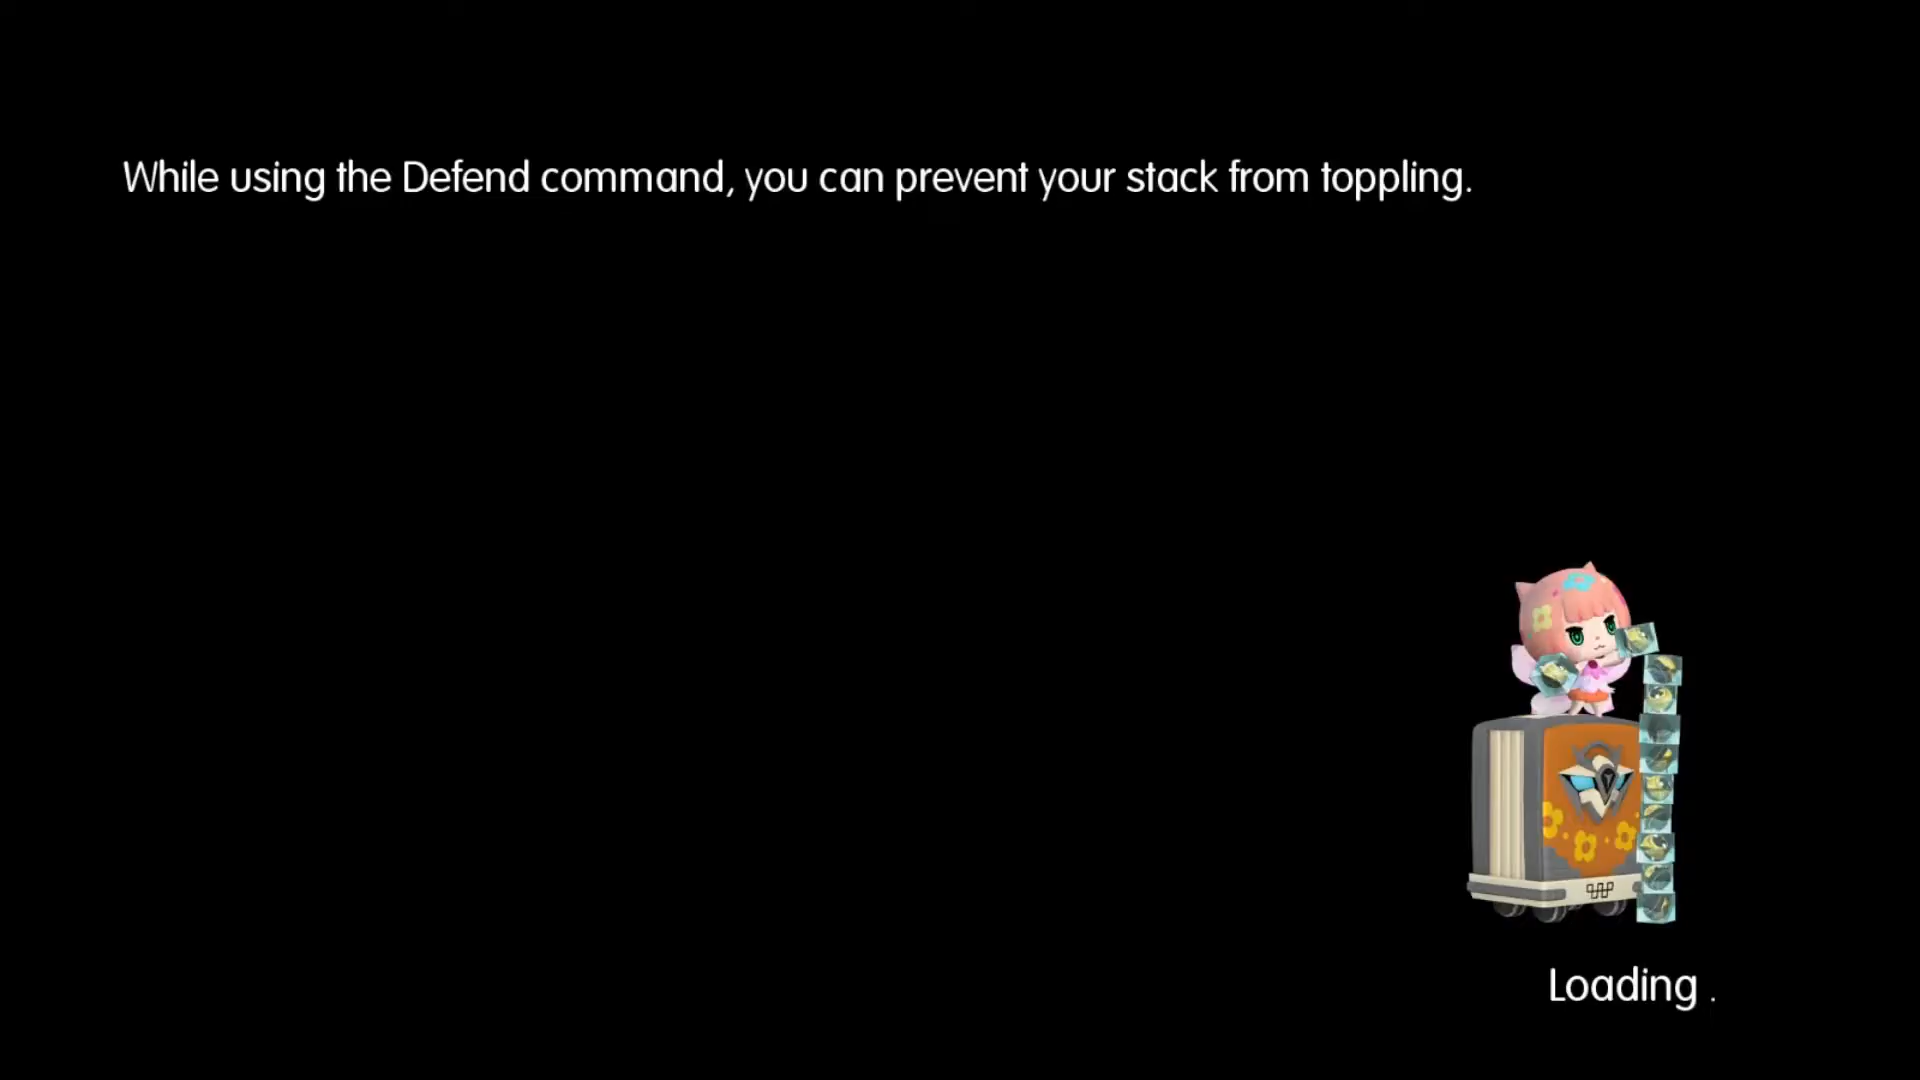 While using the Defend command, you can prevent your stack from toppling.
Loading .